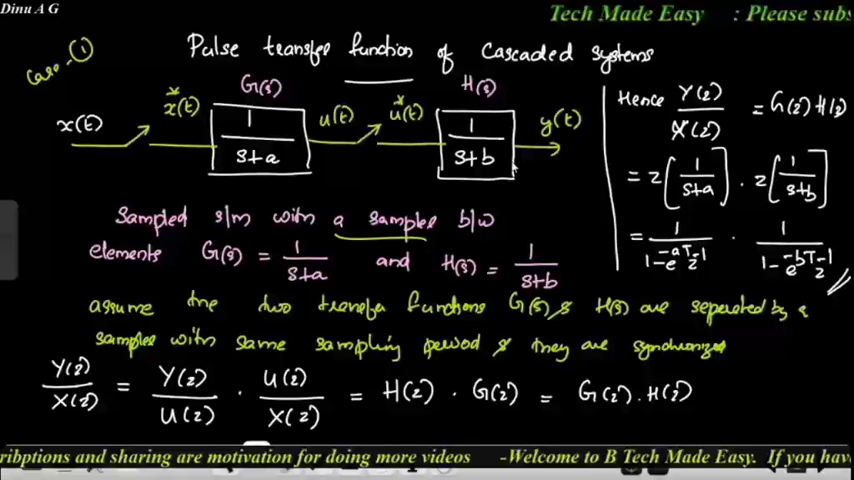 Dinu A G
Tech Made Easy : Please subs
Case-①
Pulse transfer function of Cascaded systems
G(s)
H(s)
x(t)
x*(t)
1/(s+a)
u(t)
u*(t)
1/(s+b)
y(t)
Hence Y(z)/X(z) = G(z) H(z)
= z[1/(s+a)] . z[1/(s+b)]
= 1/(1-e^-aT z^-1) . 1/(1-e^-bT z^-1)
Sampled s/m with a sampler b/w
elements G(s) = 1/(s+a) and H(s) = 1/(s+b)
assume the two transfer functions G(s) & H(s) are separated by a
sampler with same sampling period & they are synchronized
Y(z)/X(z) = Y(z)/U(z) . U(z)/X(z) = H(z) . G(z) = G(z) . H(z)
ribptions and sharing are motivation for doing more videos -Welcome to B Tech Made Easy. If you have